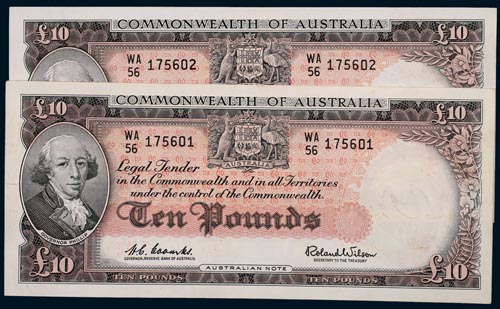 COMMONWEALTH OF AUSTRALIA
£10 £10
WA
56 175602 WA
56 175602
COMMONWEALTH OF AUSTRALIA
£10 £10
WA
56 175601 WA
56 175601
AUSTRALIA
Legal Tender
in the Commonwealth and in all Territories
under the control of the Commonwealth.
Ten Pounds
GOVERNOR PHILLIP
H.C. Coombs Roland Wilson
GOVERNOR, RESERVE BANK OF AUSTRALIA SECRETARY TO THE TREASURY
£10 AUSTRALIAN NOTE £10
TEN POUNDS TEN POUNDS